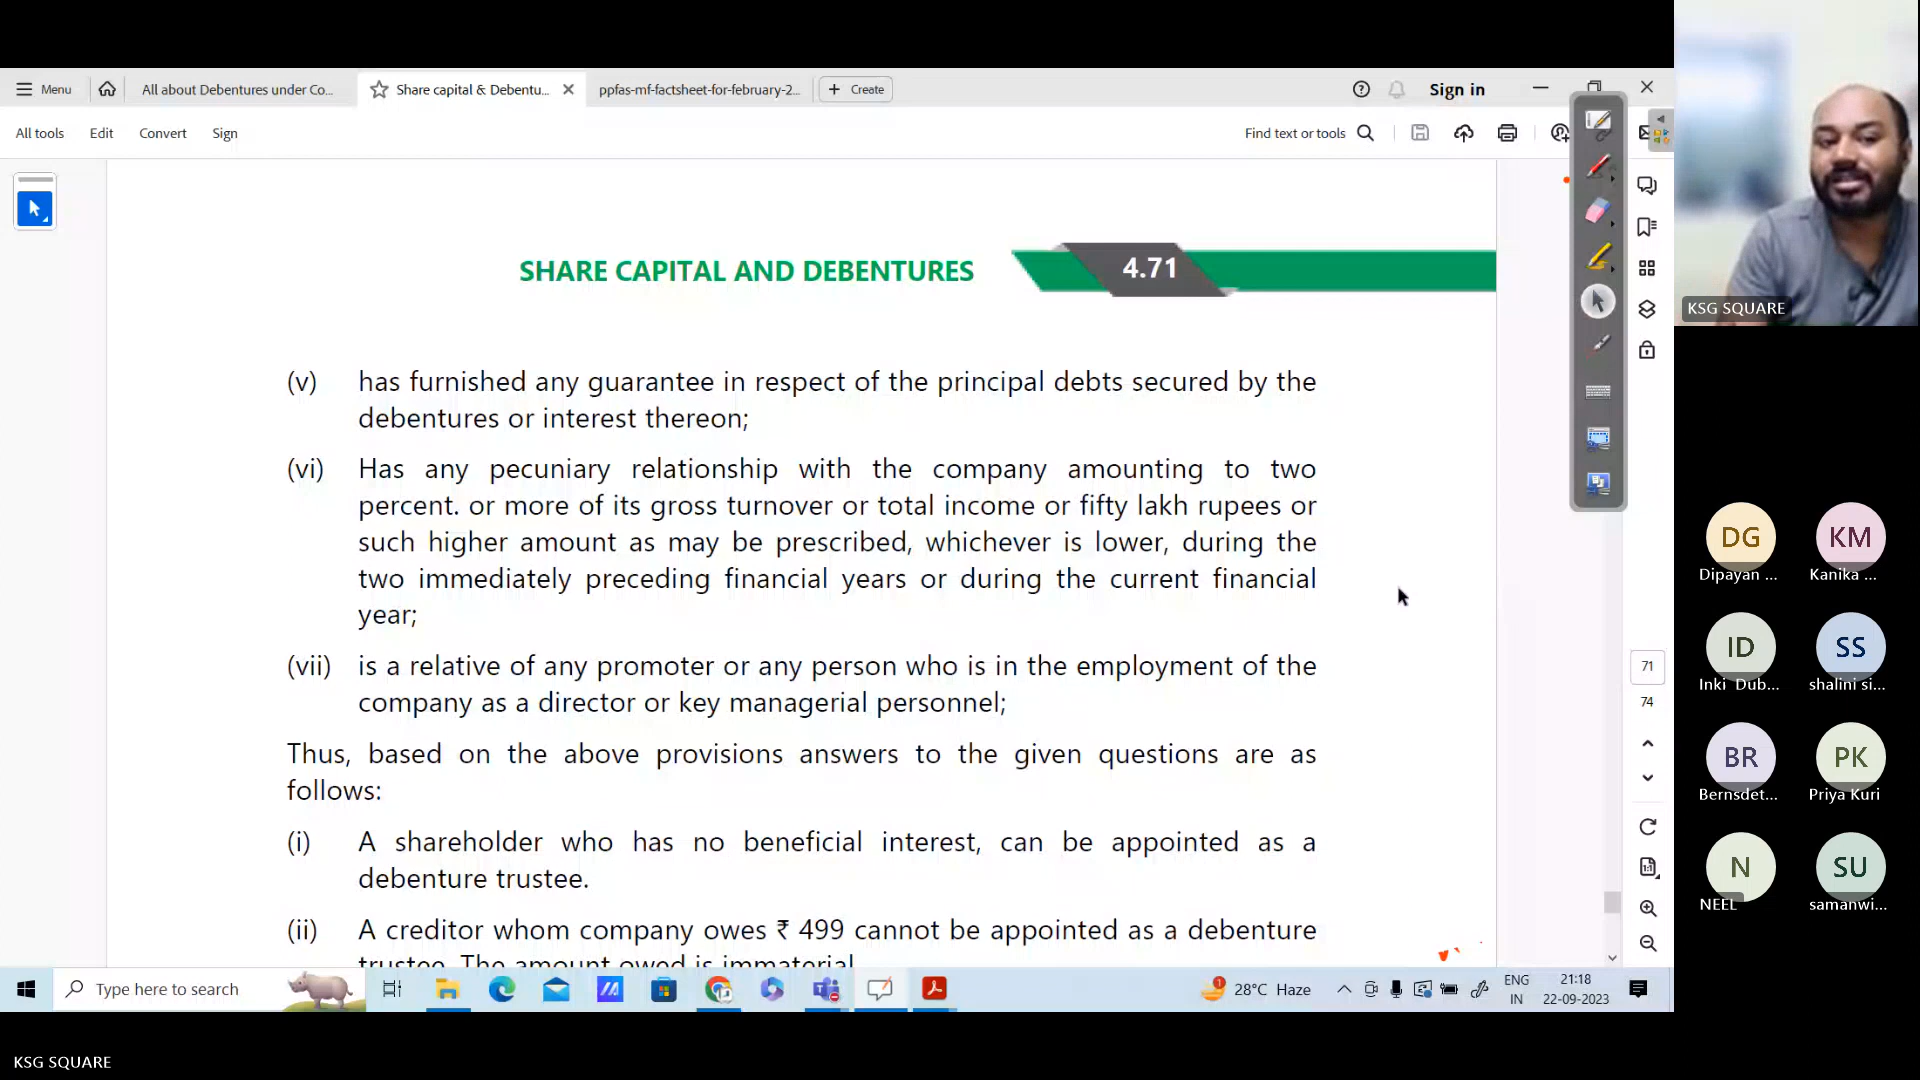 Menu
All about Debentures under Co...
Share capital & Debentu...
ppfas-mf-factsheet-for-february-2...
Create
Sign in
All tools
Edit
Convert
Sign
Find text or tools
SHARE CAPITAL AND DEBENTURES
4.71
(v) has furnished any guarantee in respect of the principal debts secured by the
debentures or interest thereon;
(vi) Has any pecuniary relationship with the company amounting to two
percent. or more of its gross turnover or total income or fifty lakh rupees or
such higher amount as may be prescribed, whichever is lower, during the
two immediately preceding financial years or during the current financial
year;
(vii) is a relative of any promoter or any person who is in the employment of the
company as a director or key managerial personnel;
Thus, based on the above provisions answers to the given questions are as
follows:
(i) A shareholder who has no beneficial interest, can be appointed as a
debenture trustee.
(ii) A creditor whom company owes ₹ 499 cannot be appointed as a debenture
trustee. The amount owed is immaterial
71
74
KSG SQUARE
DG
Dipayan ...
KM
Kanika ...
ID
Inki Dub...
SS
shalini si...
BR
Bernsdet...
PK
Priya Kuri
N
NEEL
SU
samanwi...
Type here to search
1
28°C Haze
ENG
IN
21:18
22-09-2023
KSG SQUARE